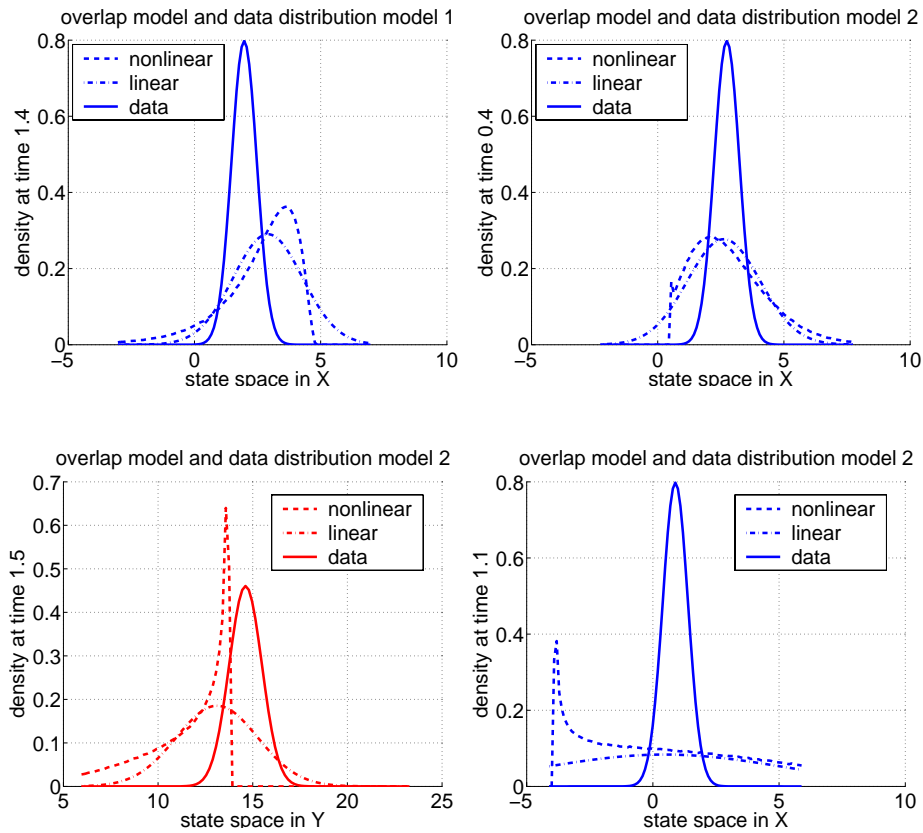 overlap model and data distribution model 1
nonlinear
linear
data
density at time 1.4
0.8
0.6
0.4
0.2
0
−5
0
5
10
state space in X
overlap model and data distribution model 2
nonlinear
linear
data
density at time 0.4
0.8
0.6
0.4
0.2
0
−5
0
5
10
state space in X
overlap model and data distribution model 2
nonlinear
linear
data
density at time 1.5
0.7
0.6
0.5
0.4
0.3
0.2
0.1
0
5
10
15
20
25
state space in Y
overlap model and data distribution model 2
nonlinear
linear
data
density at time 1.1
0.8
0.6
0.4
0.2
0
−5
0
5
10
state space in X